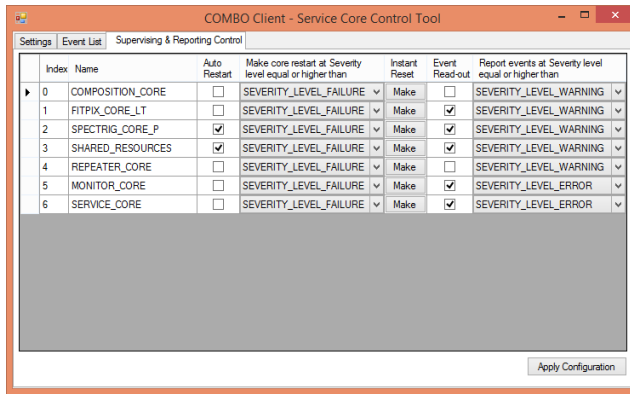 COMBO Client - Service Core Control Tool
Settings Event List Supervising & Reporting Control
Index Name Auto Restart Make core restart at Severity level equal or higher than Instant Reset Event Read-out Report events at Severity level equal or higher than
0 COMPOSITION_CORE SEVERITY_LEVEL_FAILURE Make SEVERITY_LEVEL_WARNING
1 FITPIX_CORE_LT SEVERITY_LEVEL_FAILURE Make SEVERITY_LEVEL_WARNING
2 SPECTRIG_CORE_P SEVERITY_LEVEL_FAILURE Make SEVERITY_LEVEL_WARNING
3 SHARED_RESOURCES SEVERITY_LEVEL_FAILURE Make SEVERITY_LEVEL_WARNING
4 REPEATER_CORE SEVERITY_LEVEL_FAILURE Make SEVERITY_LEVEL_WARNING
5 MONITOR_CORE SEVERITY_LEVEL_FAILURE Make SEVERITY_LEVEL_ERROR
6 SERVICE_CORE SEVERITY_LEVEL_FAILURE Make SEVERITY_LEVEL_ERROR
Apply Configuration